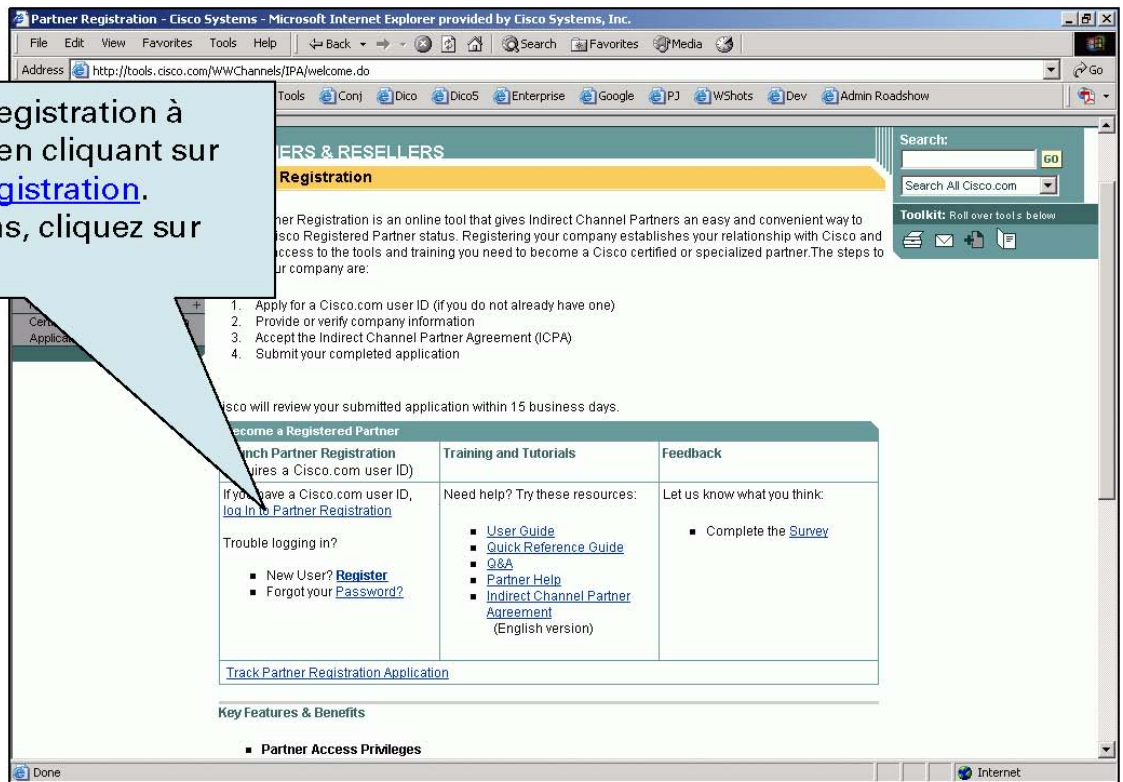 Partner Registration - Cisco Systems - Microsoft Internet Explorer provided by Cisco Systems, Inc.
File Edit View Favorites Tools Help Back Search Favorites Media
Address http://tools.cisco.com/WWChannels/IPA/welcome.do Go
Tools Conj Dico Dico5 Enterprise Google PJ WShots Dev Admin Roadshow
egistration à
en cliquant sur
gistration.
ns, cliquez sur
ERS & RESELLERS
Registration
Search:
GO
Search All Cisco.com
Toolkit: Roll over tools below
ner Registration is an online tool that gives Indirect Channel Partners an easy and convenient way to
isco Registered Partner status. Registering your company establishes your relationship with Cisco and
ccess to the tools and training you need to become a Cisco certified or specialized partner.The steps to
ur company are:
1. Apply for a Cisco.com user ID (if you do not already have one)
2. Provide or verify company information
3. Accept the Indirect Channel Partner Agreement (ICPA)
4. Submit your completed application
Cert
Applica
isco will review your submitted application within 15 business days.
ecome a Registered Partner
nch Partner Registration
uires a Cisco.com user ID)
If you have a Cisco.com user ID,
log In to Partner Registration
Trouble logging in?
New User? Register
Forgot your Password?
Training and Tutorials
Need help? Try these resources:
User Guide
Quick Reference Guide
Q&A
Partner Help
Indirect Channel Partner
Agreement
(English version)
Feedback
Let us know what you think:
Complete the Survey
Track Partner Registration Application
Key Features & Benefits
Partner Access Privileges
Done Internet